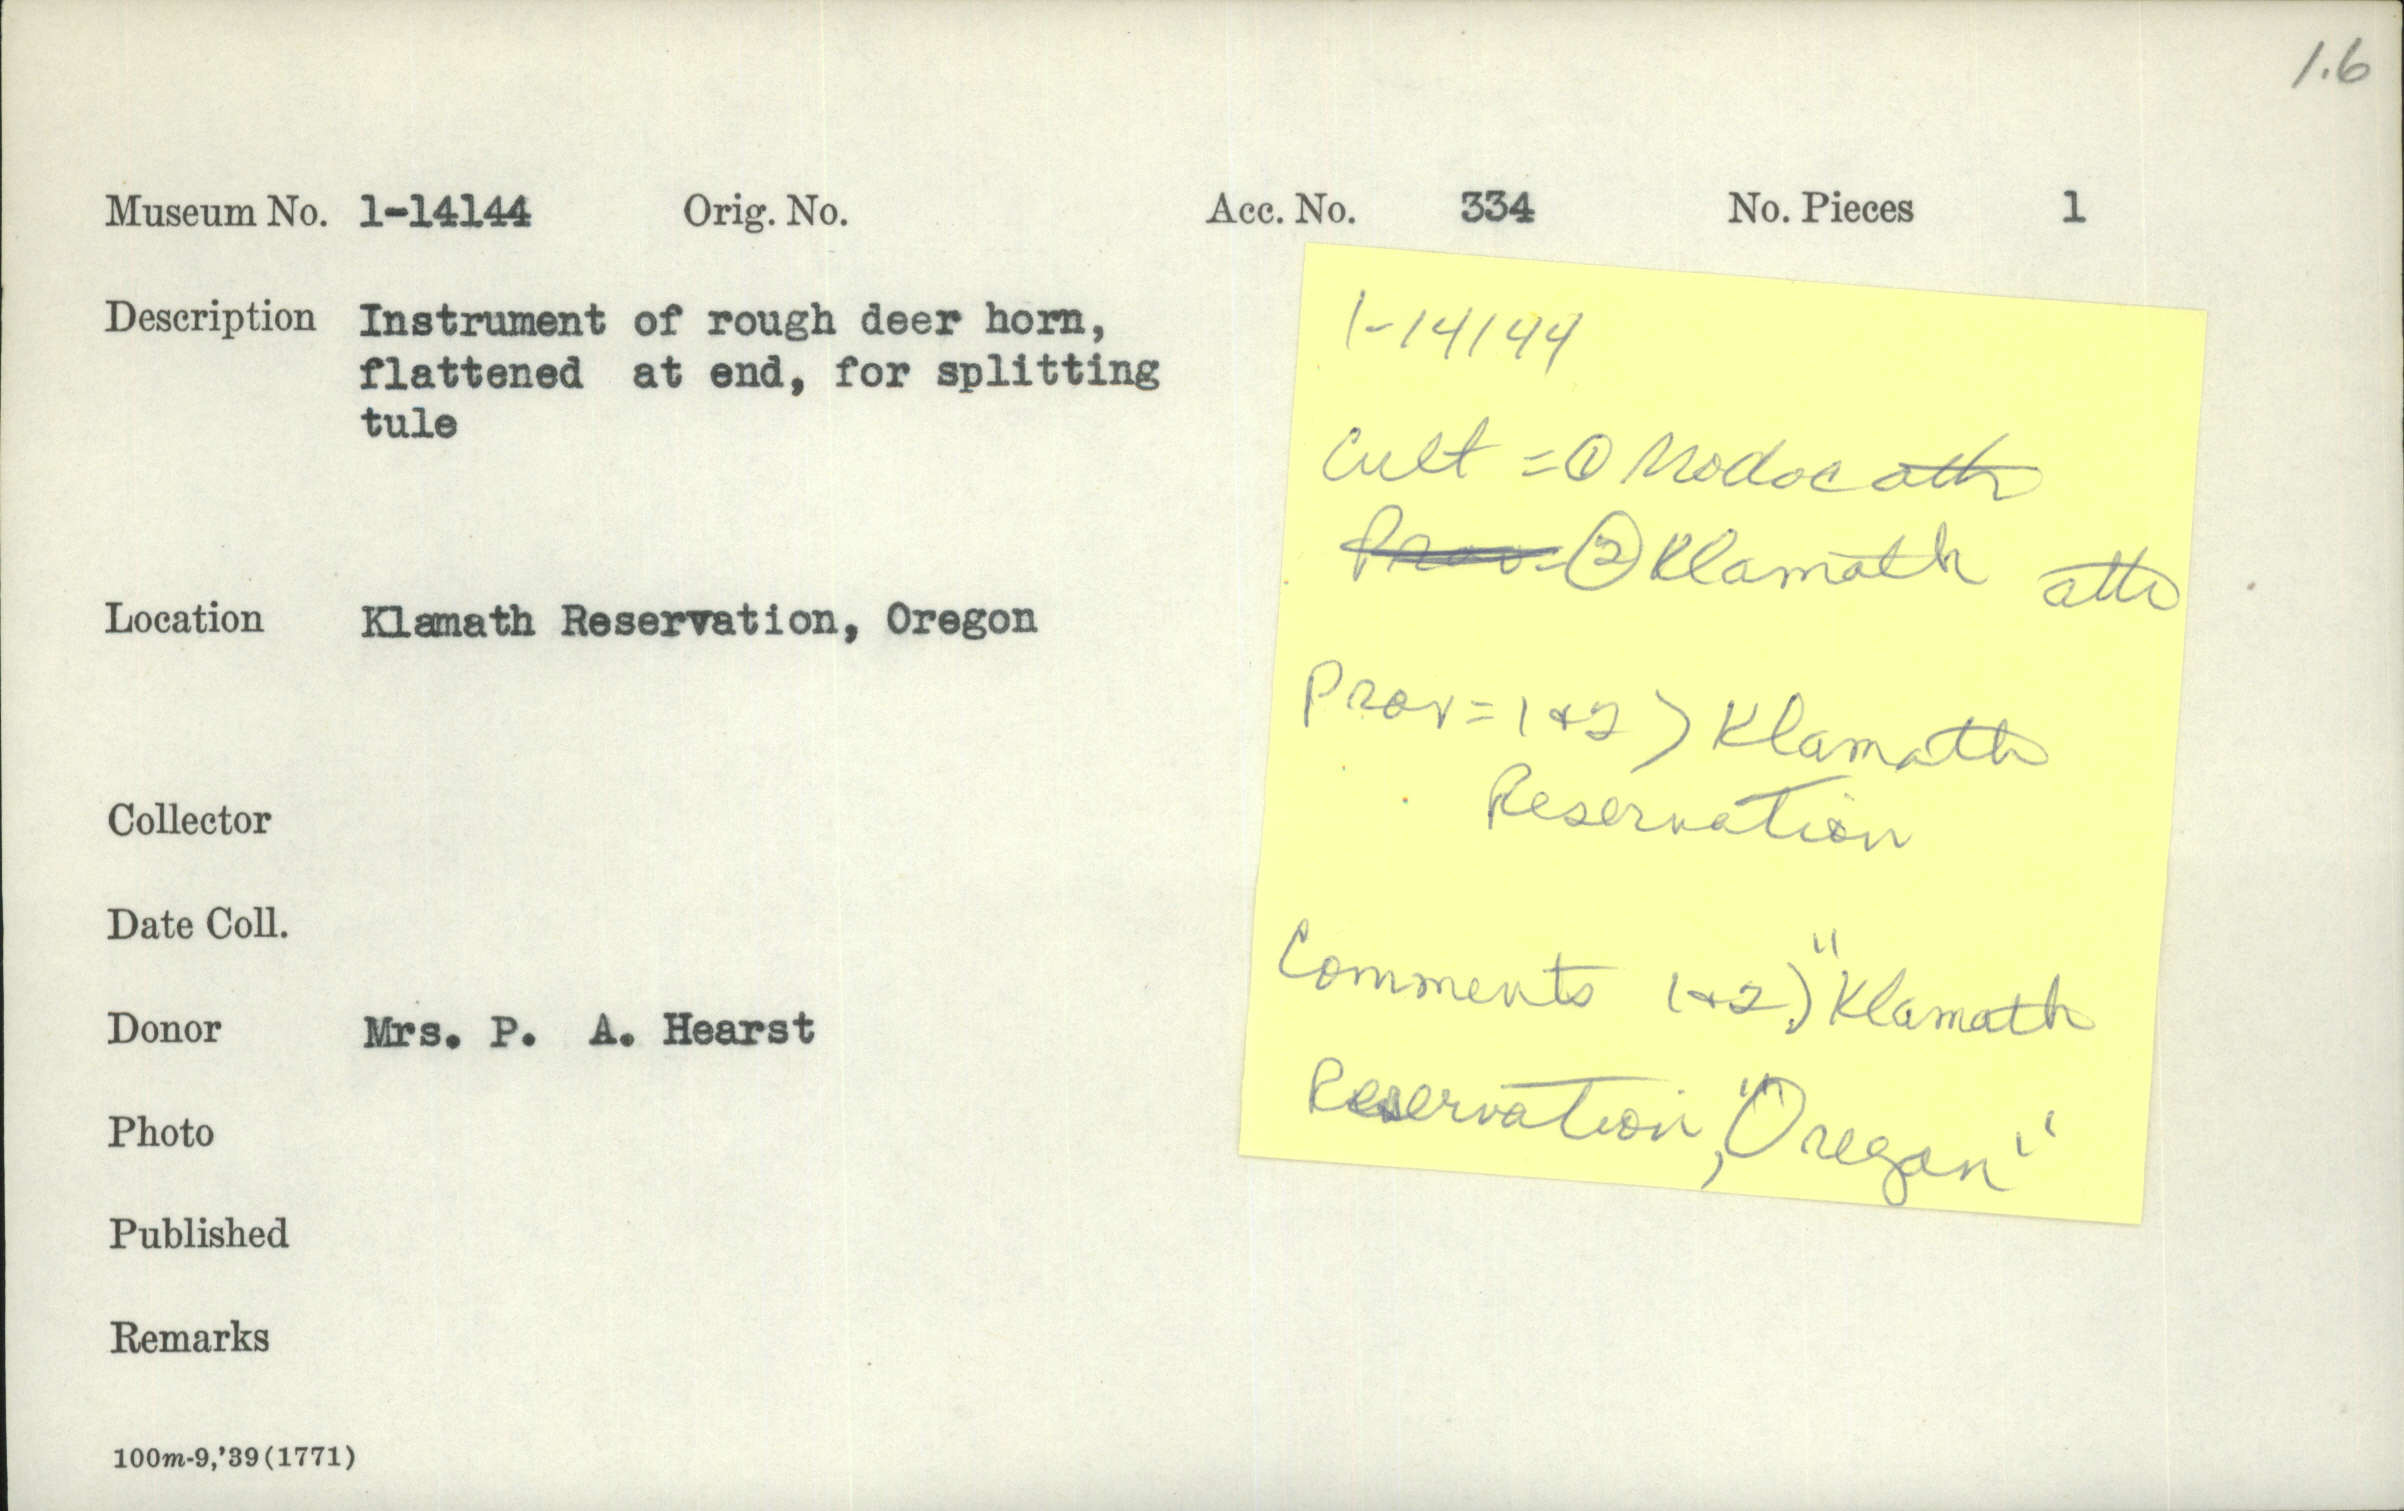 1.6
Museum No. 1-14144 Orig. No. Acc. No. 334 No. Pieces 1
Description Instrument of rough deer horn,
flattened at end, for splitting
tule
Location Klamath Reservation, Oregon
Collector
Date Coll.
Donor Mrs. P. A. Hearst
Photo
Published
Remarks
100m-9,'39(1771)
1-14144
Cult = ① Modoc
Prov = ② Klamath
Prov = 1+2) Klamath
Reservation
Comments 1+2.) "Klamath
Reservation," Oregon"